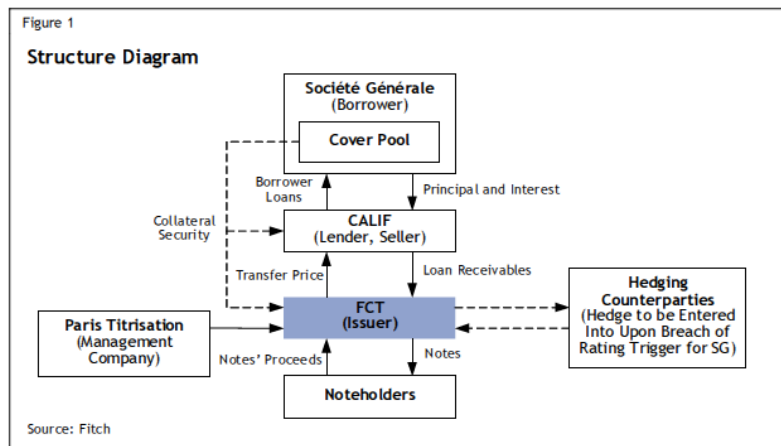 Figure 1
Structure Diagram
Société Générale
(Borrower)
Cover Pool
Borrower
Loans
Principal and Interest
Collateral
Security
CALIF
(Lender, Seller)
Transfer Price
Loan Receivables
FCT
(Issuer)
Paris Titrisation
(Management
Company)
Hedging
Counterparties
(Hedge to be Entered
Into Upon Breach of
Rating Trigger for SG)
Notes' Proceeds
Notes
Noteholders
Source: Fitch